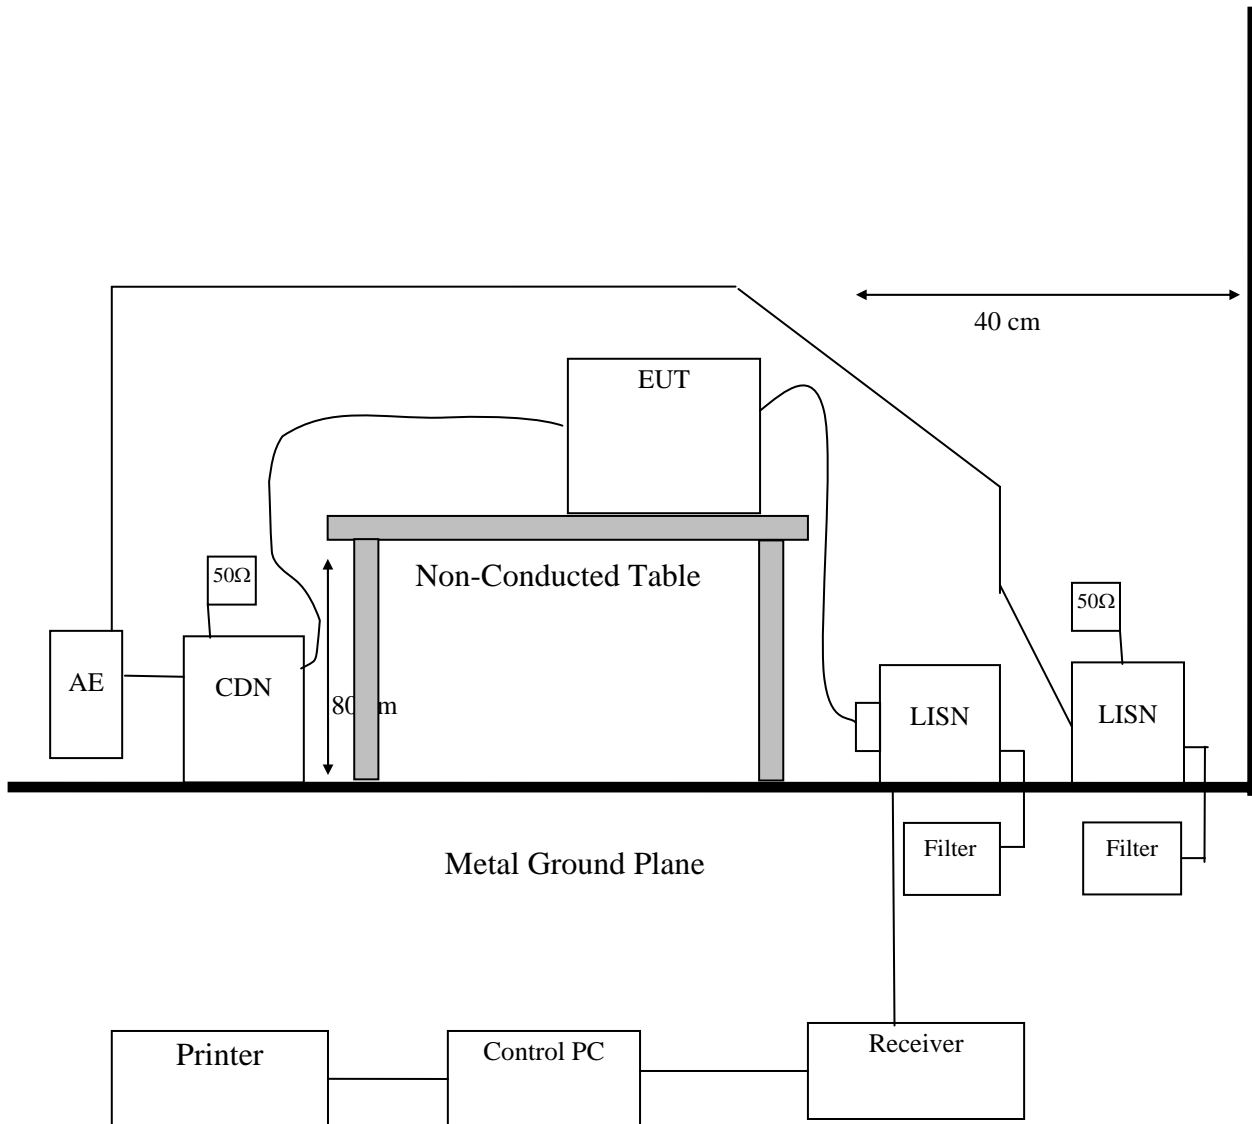 40 cm
EUT
50Ω
Non-Conducted Table
50Ω
AE
CDN
80cm
LISN
LISN
Filter
Filter
Metal Ground Plane
Printer
Control PC
Receiver